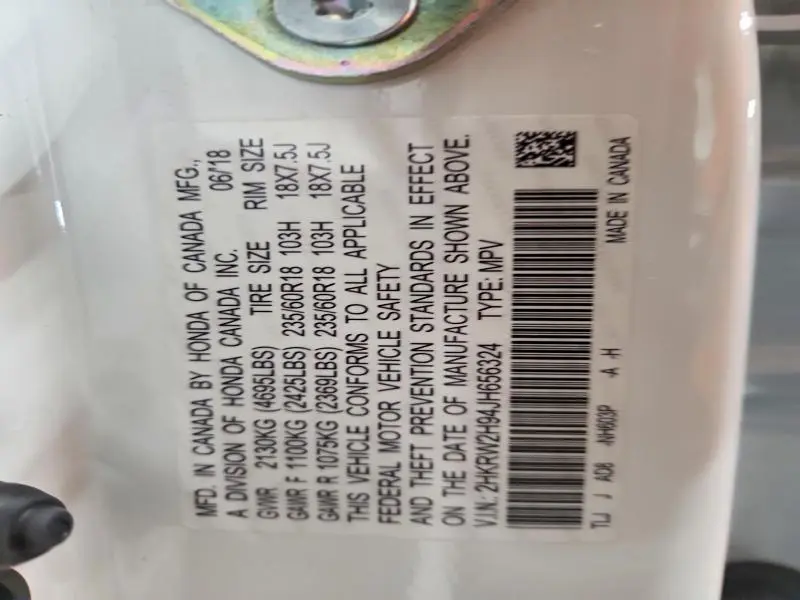 MFD. IN CANADA BY HONDA OF CANADA MFG.,
A DIVISION OF HONDA CANADA INC. 06/'18
GVWR 2130KG (4695LBS) TIRE SIZE RIM SIZE
GAWR F 1100KG (2425LBS) 235/60R18 103H 18X7.5J
GAWR R 1075KG (2369LBS) 235/60R18 103H 18X7.5J
THIS VEHICLE CONFORMS TO ALL APPLICABLE
FEDERAL MOTOR VEHICLE SAFETY
AND THEFT PREVENTION STANDARDS IN EFFECT
ON THE DATE OF MANUFACTURE SHOWN ABOVE.
V.I.N: 2HKRW2H94JH656324 TYPE: MPV
TLJ J AD8 -NH603P -A -H
MADE IN CANADA